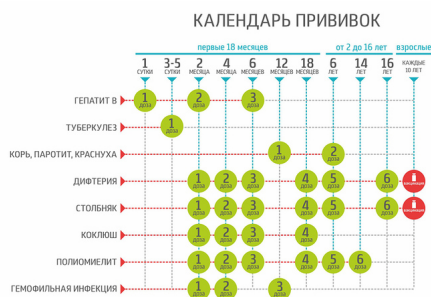 КАЛЕНДАРЬ ПРИВИВОК
первые 18 месяцев
от 2 до 16 лет
взрослые
1 СУТКИ
3-5 СУТКИ
2 МЕСЯЦА
4 МЕСЯЦА
6 МЕСЯЦЕВ
12 МЕСЯЦЕВ
18 МЕСЯЦЕВ
6 ЛЕТ
14 ЛЕТ
16 ЛЕТ
КАЖДЫЕ 10 ЛЕТ
ГЕПАТИТ В 1 ДОЗА 2 ДОЗА 3 ДОЗА
ТУБЕРКУЛЕЗ 1 ДОЗА
КОРЬ, ПАРОТИТ, КРАСНУХА 1 ДОЗА 2 ДОЗА
ДИФТЕРИЯ 1 ДОЗА 2 ДОЗА 3 ДОЗА 4 ДОЗА 5 ДОЗА 6 ДОЗА
СТОЛБНЯК 1 ДОЗА 2 ДОЗА 3 ДОЗА 4 ДОЗА 5 ДОЗА 6 ДОЗА
КОКЛЮШ 1 ДОЗА 2 ДОЗА 3 ДОЗА 4 ДОЗА
ПОЛИОМИЕЛИТ 1 ДОЗА 2 ДОЗА 3 ДОЗА 4 ДОЗА 5 ДОЗА 6 ДОЗА
ГЕМОФИЛЬНАЯ ИНФЕКЦИЯ 1 ДОЗА 2 ДОЗА 3 ДОЗА